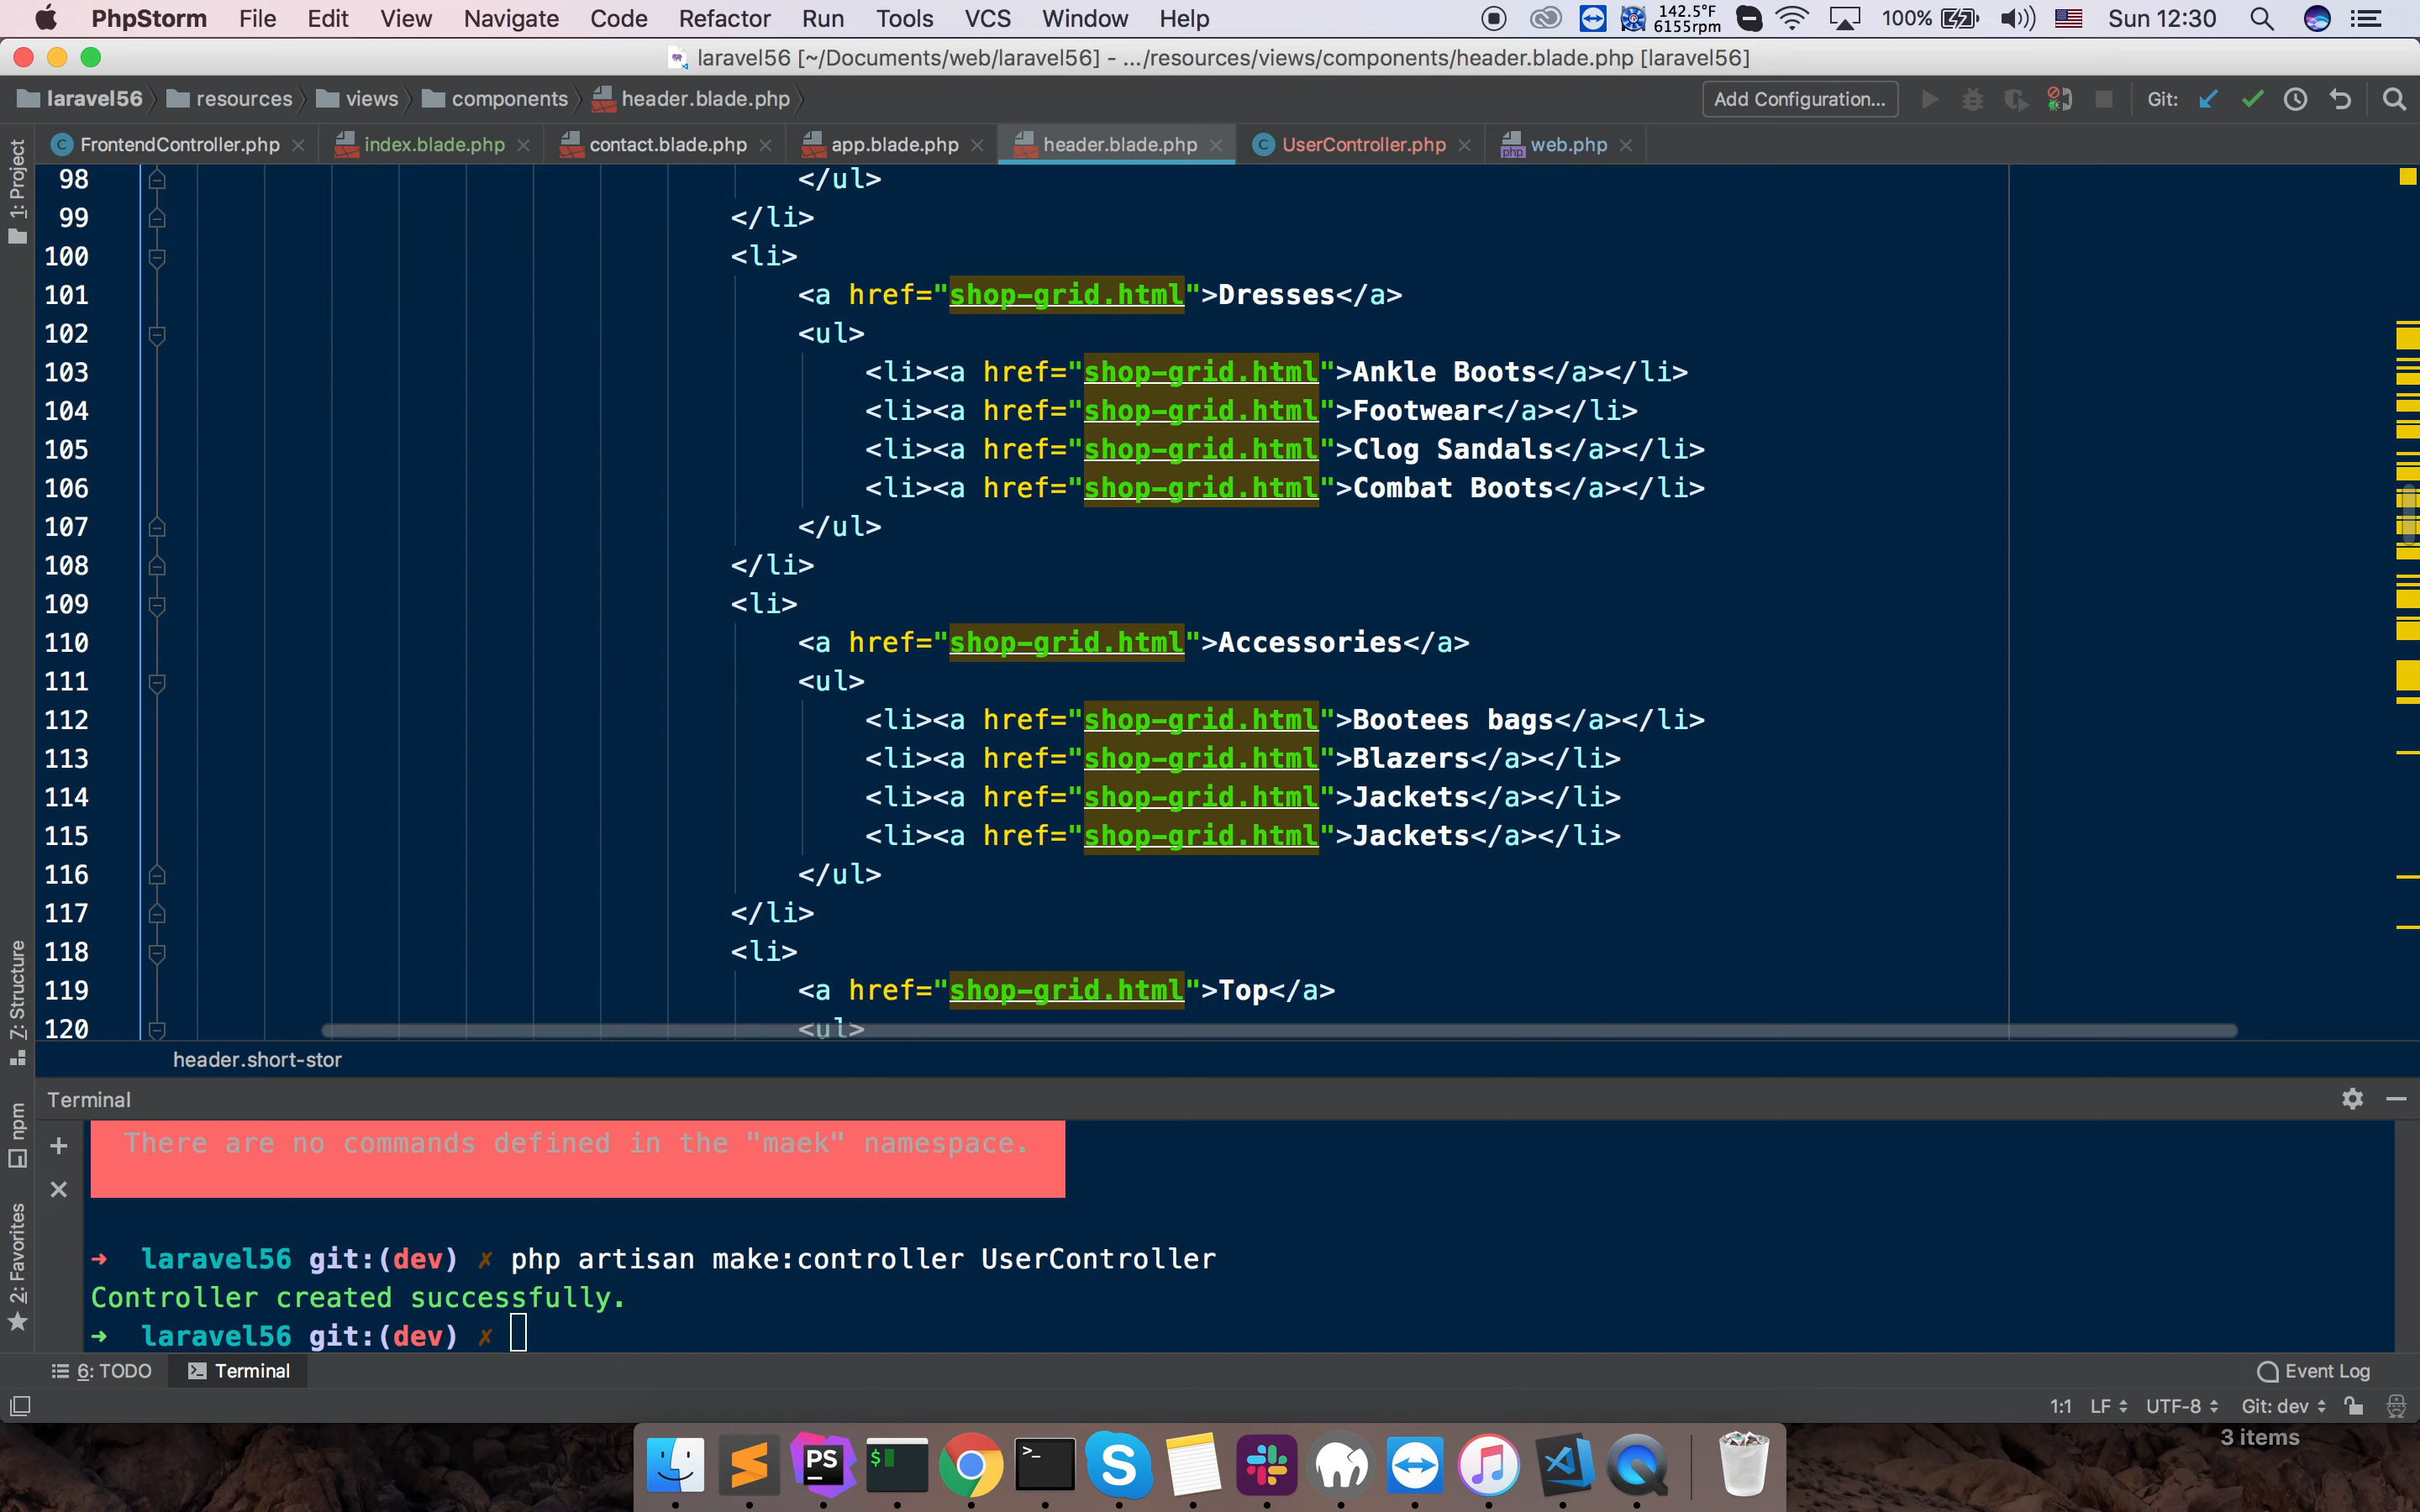 PhpStorm File Edit View Navigate Code Refactor Run Tools VCS Window Help 142.5°F 6155rpm 100% Sun 12:30
laravel56 [~/Documents/web/laravel56] - .../resources/views/components/header.blade.php [laravel56]
laravel56 resources views components header.blade.php Add Configuration... Git:
FrontendController.php index.blade.php contact.blade.php app.blade.php header.blade.php UserController.php web.php
1: Project
98 </ul>
99 </li>
100 <li>
101 <a href="shop-grid.html">Dresses</a>
102 <ul>
103 <li><a href="shop-grid.html">Ankle Boots</a></li>
104 <li><a href="shop-grid.html">Footwear</a></li>
105 <li><a href="shop-grid.html">Clog Sandals</a></li>
106 <li><a href="shop-grid.html">Combat Boots</a></li>
107 </ul>
108 </li>
109 <li>
110 <a href="shop-grid.html">Accessories</a>
111 <ul>
112 <li><a href="shop-grid.html">Bootees bags</a></li>
113 <li><a href="shop-grid.html">Blazers</a></li>
114 <li><a href="shop-grid.html">Jackets</a></li>
115 <li><a href="shop-grid.html">Jackets</a></li>
116 </ul>
117 </li>
118 <li>
119 <a href="shop-grid.html">Top</a>
120 <ul>
7: Structure
header.short-stor
Terminal
npm
There are no commands defined in the "maek" namespace.
2: Favorites
→ laravel56 git:(dev) ✗ php artisan make:controller UserController
Controller created successfully.
→ laravel56 git:(dev) ✗
6: TODO Terminal Event Log
1:1 LF UTF-8 Git: dev
3 items
PS